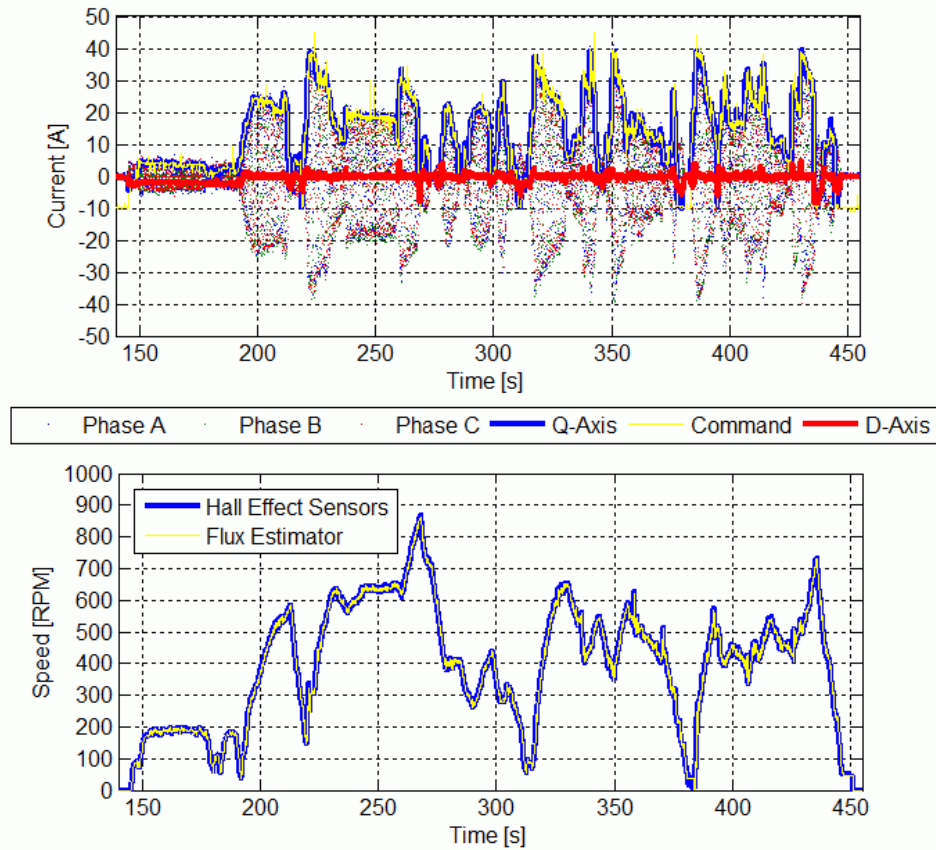 50
40
30
20
10
0
-10
-20
-30
-40
-50
Current [A]
150 200 250 300 350 400 450
Time [s]
Phase A Phase B Phase C Q-Axis Command D-Axis
1000
900
800
700
600
500
400
300
200
100
0
Speed [RPM]
Hall Effect Sensors
Flux Estimator
150 200 250 300 350 400 450
Time [s]